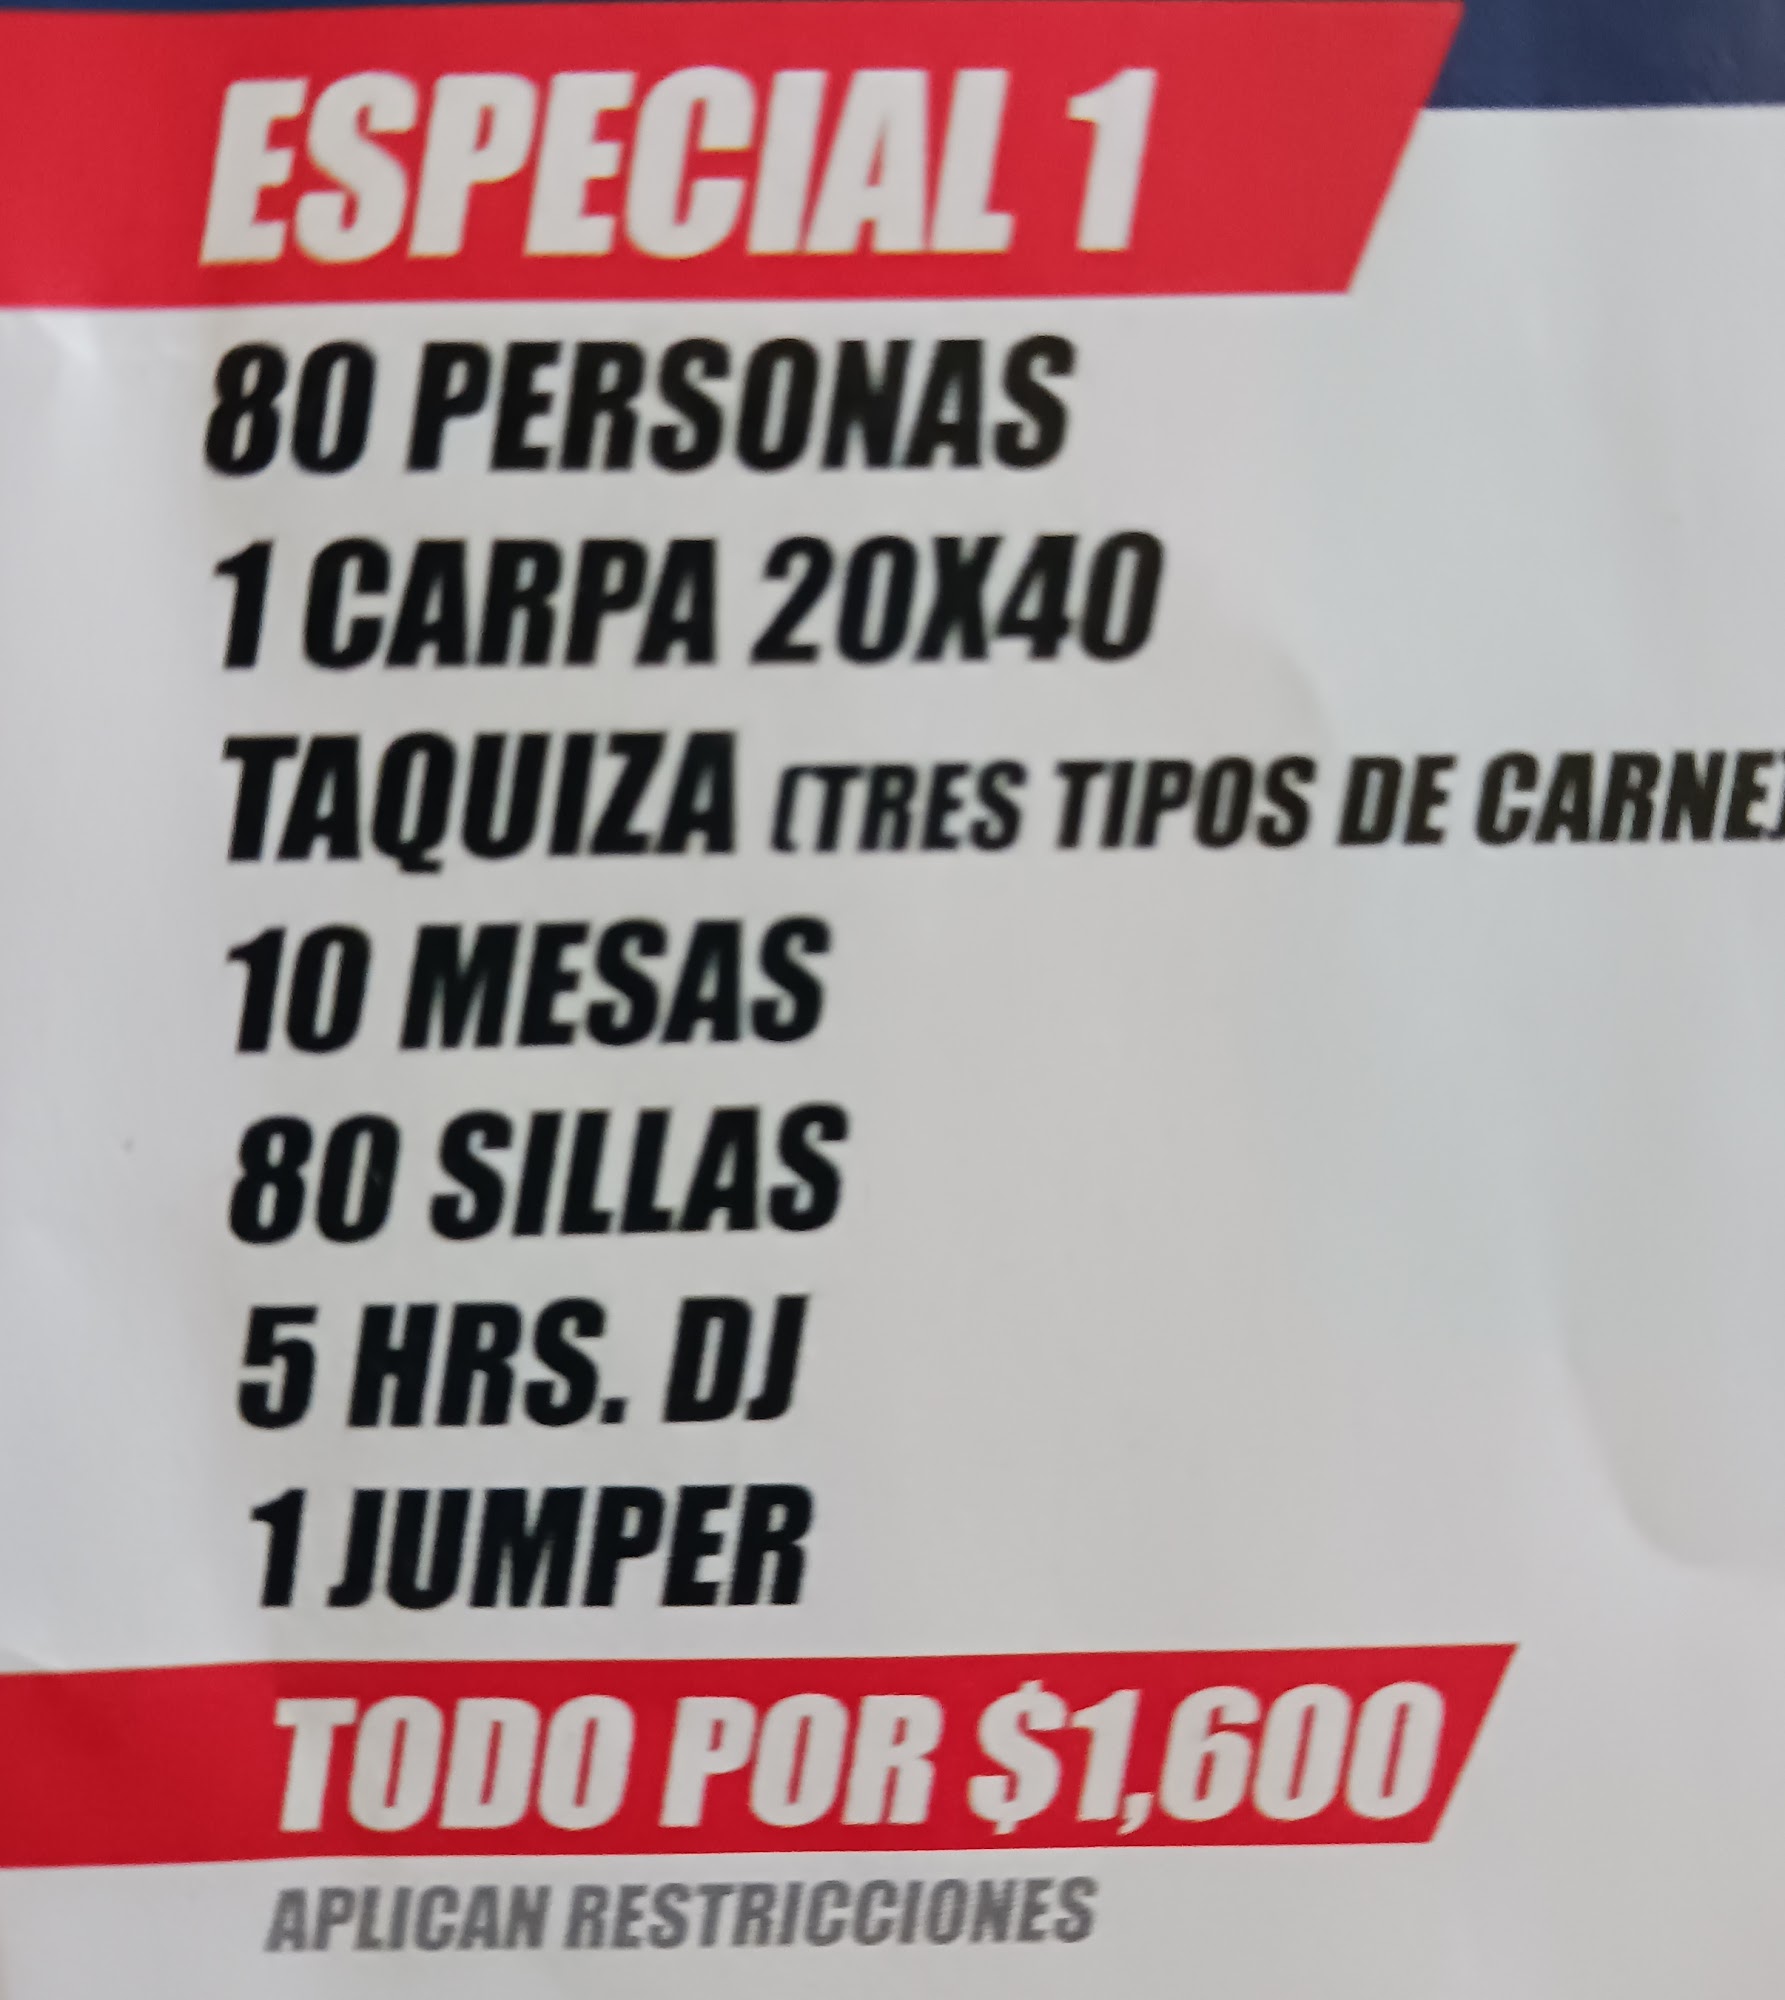 ESPECIAL 1
80 PERSONAS
1 CARPA 20X40
TAQUIZA (TRES TIPOS DE CARNE)
10 MESAS
80 SILLAS
5 HRS. DJ
1 JUMPER
TODO POR $1,600
APLICAN RESTRICCIONES